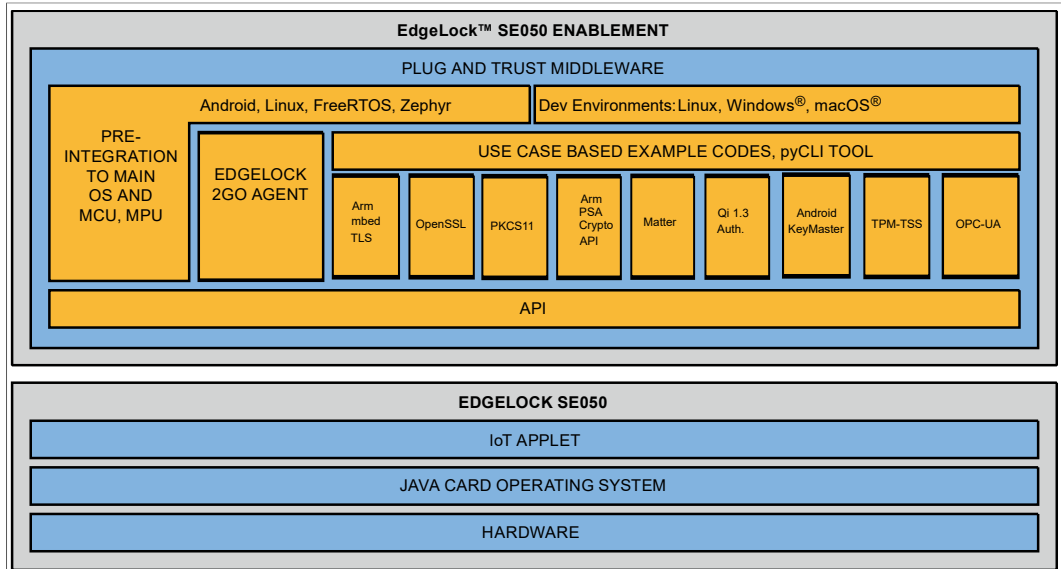 EdgeLock™ SE050 ENABLEMENT
PLUG AND TRUST MIDDLEWARE
Android, Linux, FreeRTOS, Zephyr
Dev Environments: Linux, Windows®, macOS®
PRE-
INTEGRATION
TO MAIN
OS AND
MCU, MPU
EDGELOCK
2GO AGENT
USE CASE BASED EXAMPLE CODES, pyCLI TOOL
Arm
mbed
TLS
OpenSSL
PKCS11
Arm
PSA
Crypto
API
Matter
Qi 1.3
Auth.
Android
KeyMaster
TPM-TSS
OPC-UA
API
EDGELOCK SE050
IoT APPLET
JAVA CARD OPERATING SYSTEM
HARDWARE